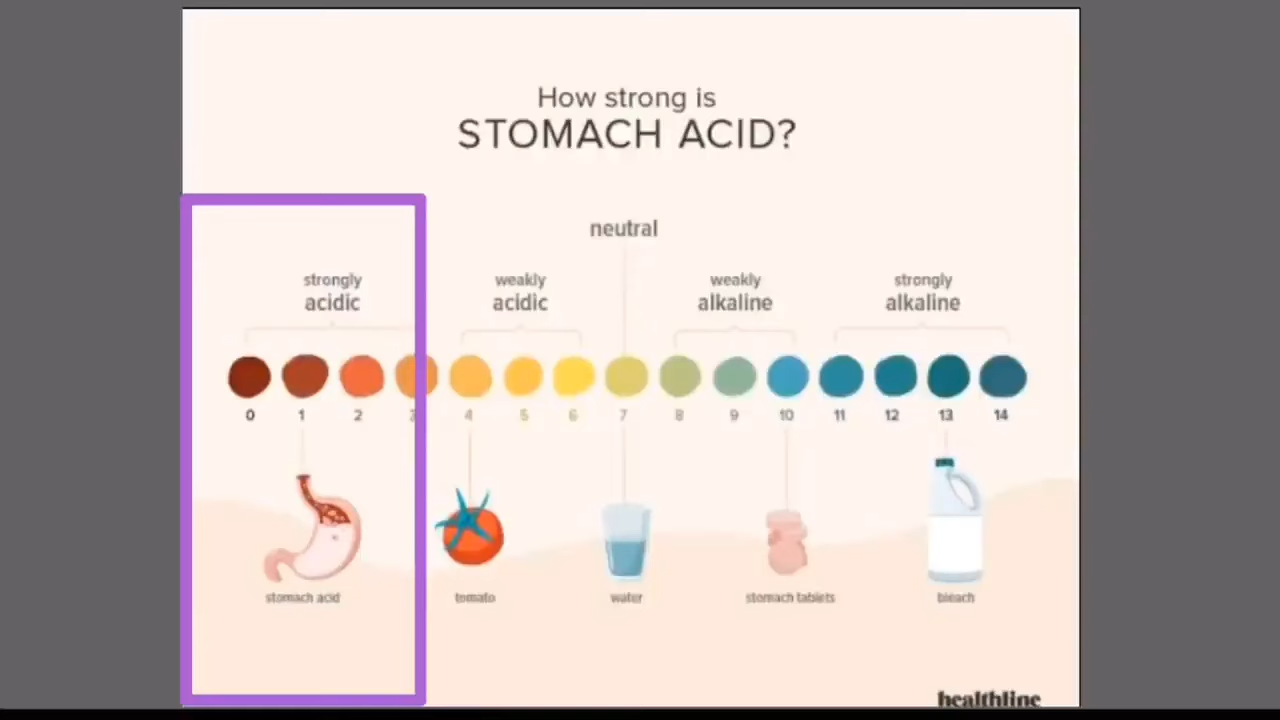 How strong is
STOMACH ACID?
neutral
strongly
acidic
weakly
acidic
weakly
alkaline
strongly
alkaline
0 1 2 3 4 5 6 7 8 9 10 11 12 13 14
stomach acid tomato water stomach tablets bleach
healthline